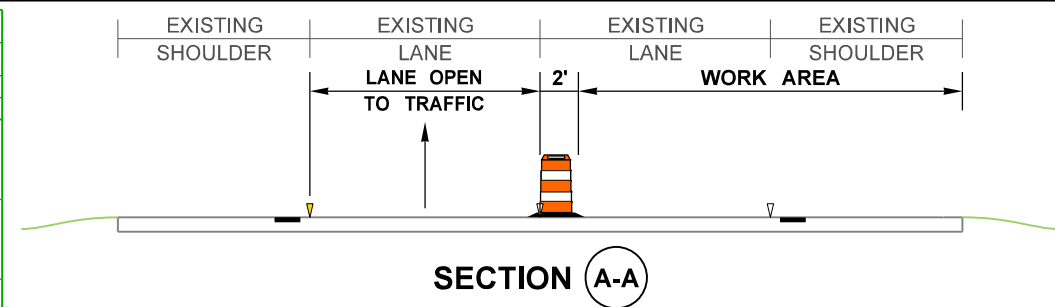 EXISTING EXISTING EXISTING EXISTING
SHOULDER LANE LANE SHOULDER
LANE OPEN 2' WORK AREA
TO TRAFFIC
SECTION A-A